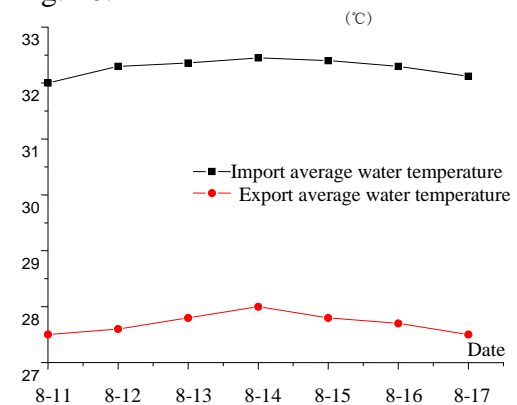 (℃)
33
32
31
30
29
28
27
Import average water temperature
Export average water temperature
Date
8-11 8-12 8-13 8-14 8-15 8-16 8-17